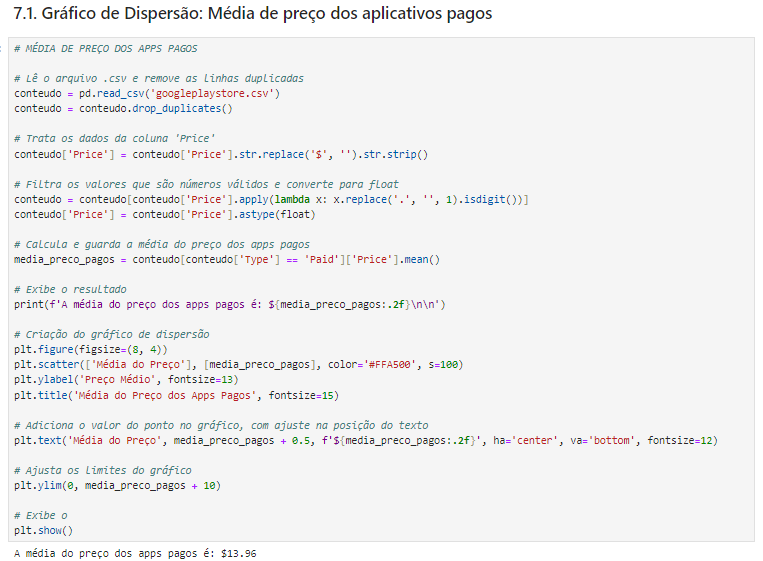 7.1. Gráfico de Dispersão: Média de preço dos aplicativos pagos
# MÉDIA DE PREÇO DOS APPS PAGOS
# Lê o arquivo .csv e remove as linhas duplicadas
conteudo = pd.read_csv('googleplaystore.csv')
conteudo = conteudo.drop_duplicates()
# Trata os dados da coluna 'Price'
conteudo['Price'] = conteudo['Price'].str.replace('$', '').str.strip()
# Filtra os valores que são números válidos e converte para float
conteudo = conteudo[conteudo['Price'].apply(lambda x: x.replace('.', '', 1).isdigit())]
conteudo['Price'] = conteudo['Price'].astype(float)
# Calcula e guarda a média do preço dos apps pagos
media_preco_pagos = conteudo[conteudo['Type'] == 'Paid']['Price'].mean()
# Exibe o resultado
print(f'A média do preço dos apps pagos é: ${media_preco_pagos:.2f}\n\n')
# Criação do gráfico de dispersão
plt.figure(figsize=(8, 4))
plt.scatter(['Média do Preço'], [media_preco_pagos], color='#FFA500', s=100)
plt.ylabel('Preço Médio', fontsize=13)
plt.title('Média do Preço dos Apps Pagos', fontsize=15)
# Adiciona o valor do ponto no gráfico, com ajuste na posição do texto
plt.text('Média do Preço', media_preco_pagos + 0.5, f'${media_preco_pagos:.2f}', ha='center', va='bottom', fontsize=12)
# Ajusta os limites do gráfico
plt.ylim(0, media_preco_pagos + 10)
# Exibe o
plt.show()
A média do preço dos apps pagos é: $13.96